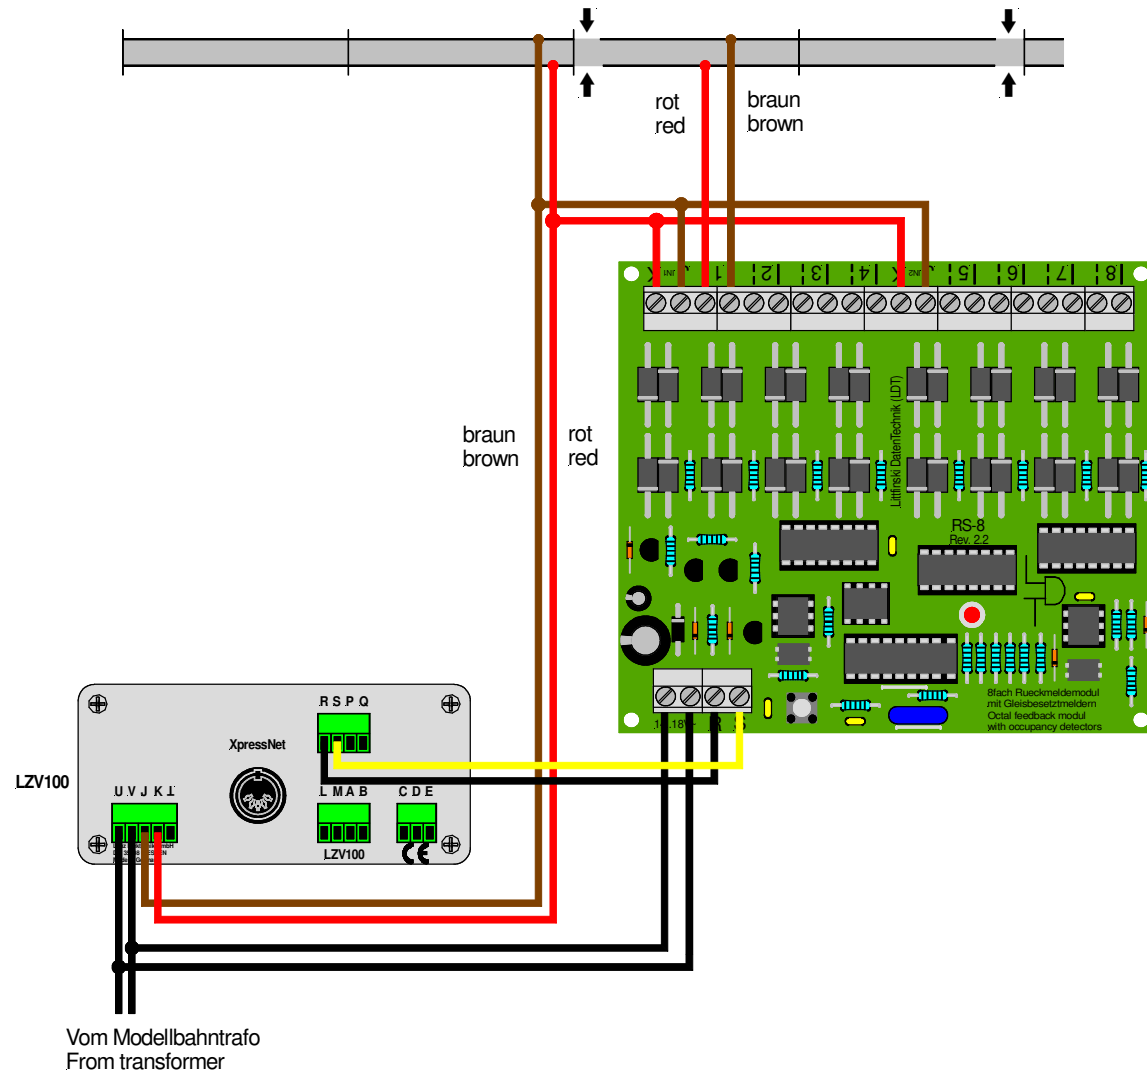 rot
red
braun
brown
1
2
3
4
5
6
7
8
braun
brown
rot
red
Littfinski DatenTechnik (LDT)
RS-8
Rev. 2.2
8fach Rueckmeldemodul
mit Gleisbesetztmeldern
Octal feedback modul
with occupancy detectors
R S
R S P Q
XpressNet
LZV100
U V J K ⊥
L M A B
C D E
LZV100
CE
Vom Modellbahntrafo
From transformer